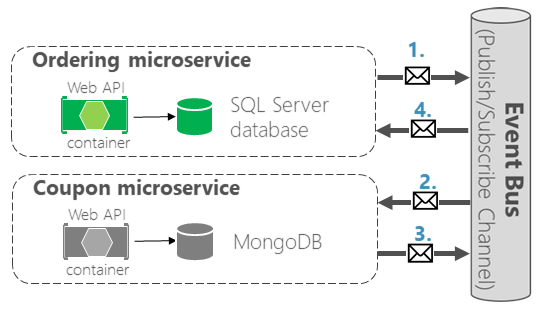 Ordering microservice
Web API
container
SQL Server
database
1.
4.
Coupon microservice
Web API
container
MongoDB
2.
3.
Event Bus
(Publish/Subscribe Channel)